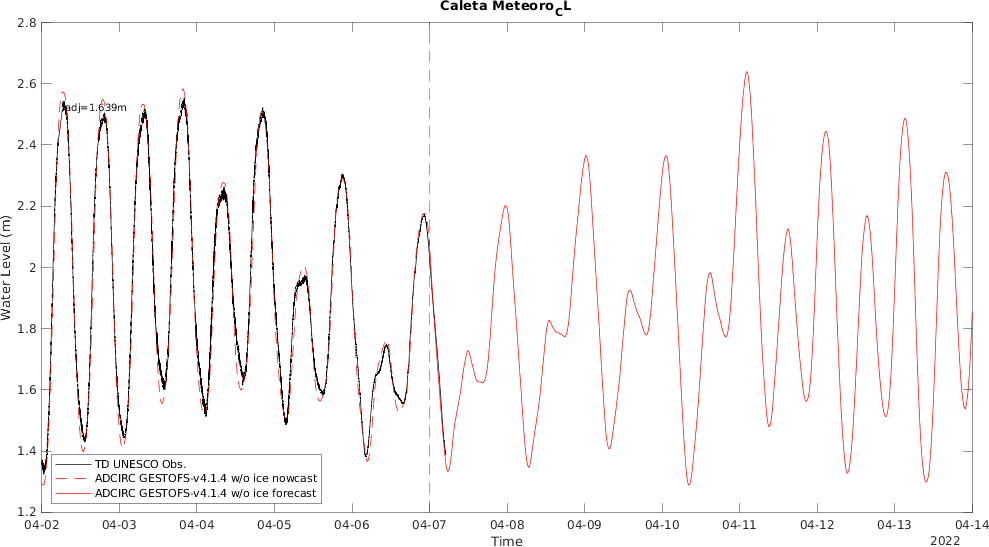 Caleta Meteoro_CL
2.8
2.6
2.4
2.2
2
1.8
1.6
1.4
1.2
Water Level (m)
adj=1.639m
TD UNESCO Obs.
ADCIRC GESTOFS-v4.1.4 w/o ice nowcast
ADCIRC GESTOFS-v4.1.4 w/o ice forecast
04-02 04-03 04-04 04-05 04-06 04-07 04-08 04-09 04-10 04-11 04-12 04-13 04-14
Time
2022